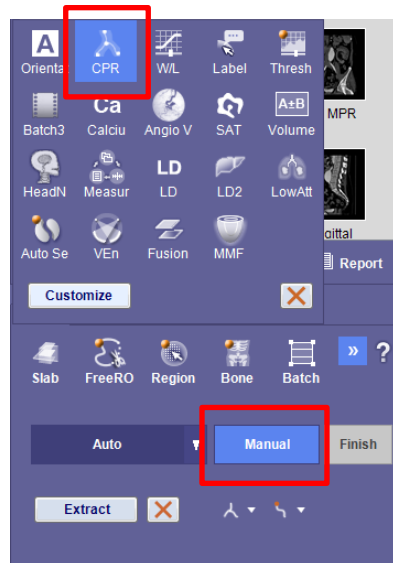 A
Orienta CPR W/L Label Thresh
Ca A±B
MPR
Batch3 Calciu Angio V SAT Volume
LD
HeadN Measur LD LD2 LowAtt
gittal
Auto Se VEn Fusion MMF
Report
Customize
» ?
Slab FreeRO Region Bone Batch
Auto Manual Finish
Extract